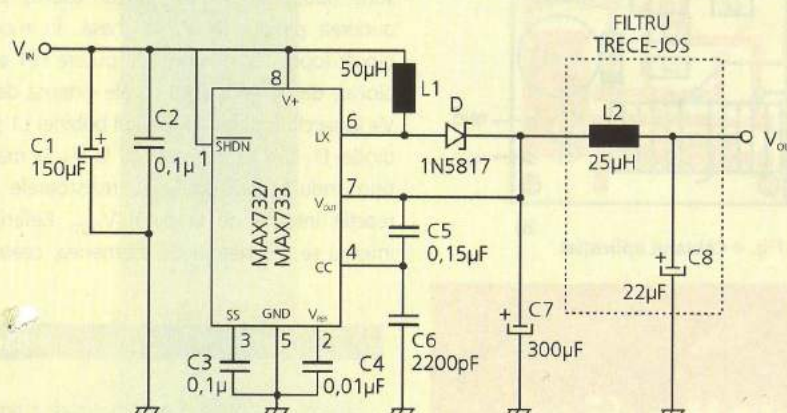 FILTRU
TRECE-JOS
V_IN
50µH
L1
8
V+
L2
C2
LX
6
D
C1
150µF
0,1µ
1
SHDN
1N5817
25µH
7
V_OUT
C5
0,15µF
MAX732/
MAX733
4
CC
C8
C6
2200pF
22µF
C7
300µF
SS
GND
V_REF
3
5
2
C3
0,1µ
C4
0,01µF